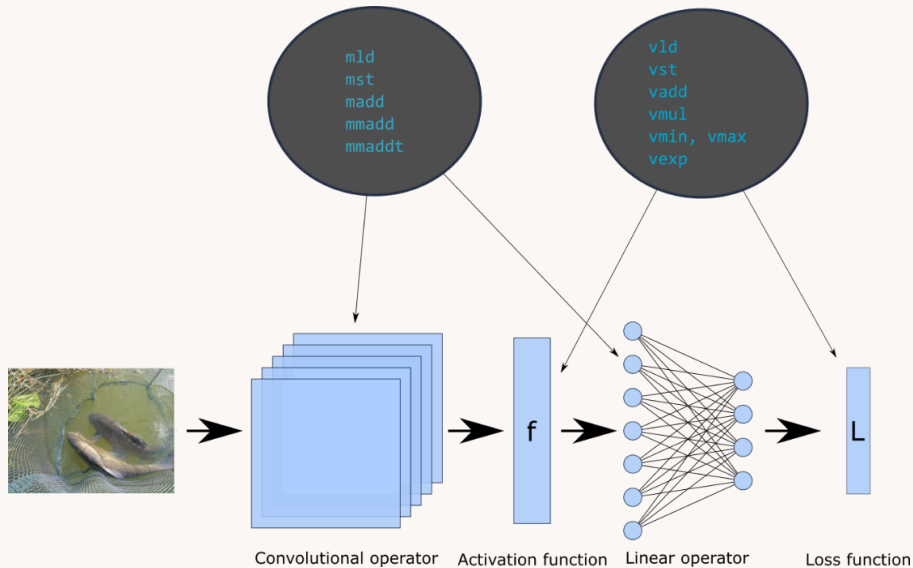 mld
mst
madd
mmadd
mmaddt
vld
vst
vadd
vmul
vmin, vmax
vexp
f
L
Convolutional operator
Activation function
Linear operator
Loss function